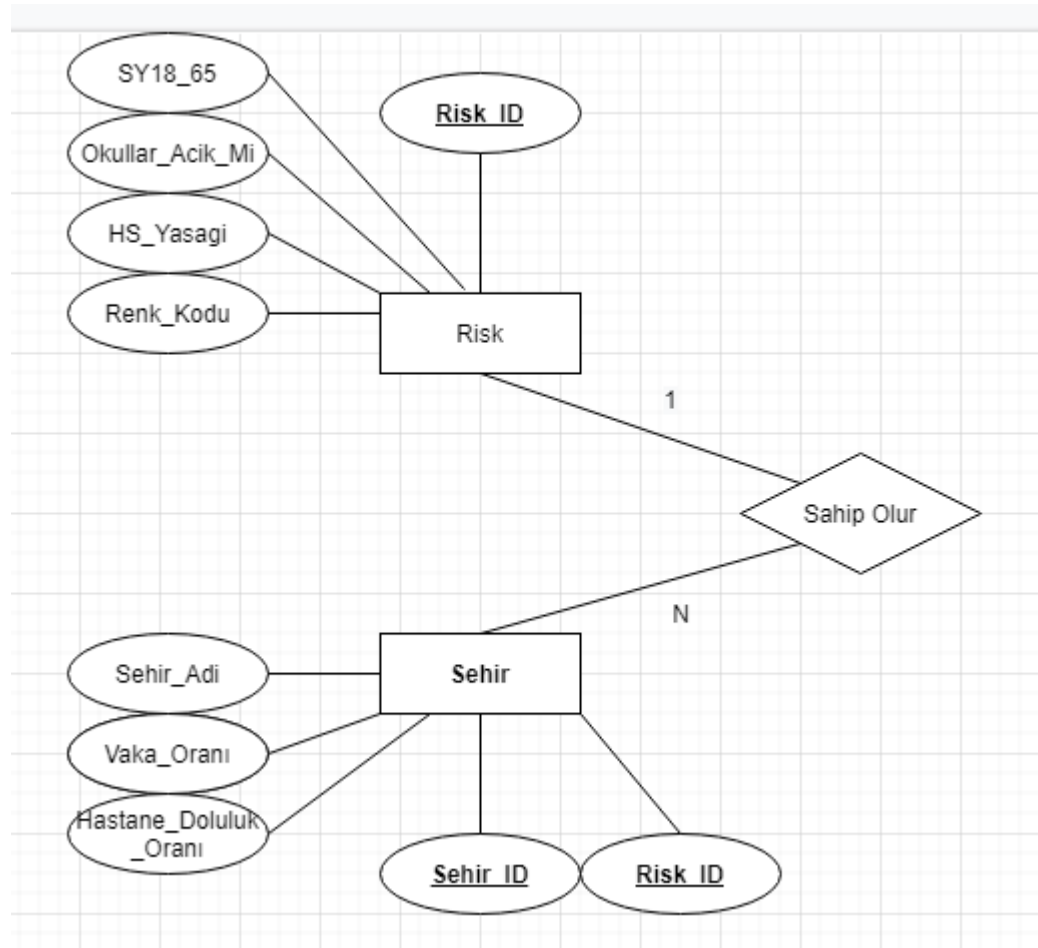 SY18_65
Risk_ID
Okullar_Acik_Mi
HS_Yasagi
Renk_Kodu
Risk
1
Sahip Olur
N
Sehir_Adi
Sehir
Vaka_Oranı
Hastane_Doluluk
_Oranı
Sehir_ID
Risk_ID